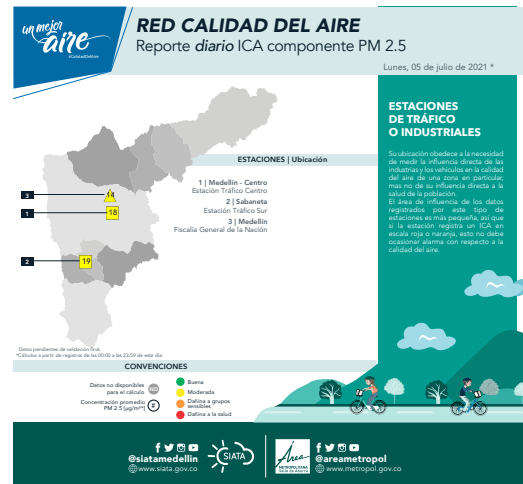 un mejor
aire
#CalidadDelAire
RED CALIDAD DEL AIRE
Reporte diario ICA componente PM 2.5
Lunes, 05 de julio de 2021 *
ESTACIONES | Ubicación
1 | Medellín - Centro
Estación Tráfico Centro
2 | Sabaneta
Estación Tráfico Sur
3 | Medellín
Fiscalía General de la Nación
3
14
1
18
2
19
ESTACIONES
DE TRÁFICO
O INDUSTRIALES
Su ubicación obedece a la necesidad
de medir la influencia directa de las
industrias y los vehículos en la calidad
del aire de una zona en particular,
mas no de su influencia directa a la
salud de la población.
El área de influencia de los datos
registrados por este tipo de
estaciones es más pequeña, así que
si la estación registra un ICA en
escala roja o naranja, esto no debe
ocasionar alarma con respecto a la
calidad del aire.
Datos pendientes de validación final.
*Cálculos a partir de registros de las 00:00 a las 23:59 de este día.
CONVENCIONES
Datos no disponibles
para el cálculo
ND
Concentración promedio
PM 2.5 (µg/m³*)
#
Buena
Moderada
Dañina a grupos
sensibles
Dañina a la salud
@siatamedellin
www.siata.gov.co
SIATA
Área
METROPOLITANA
Valle de Aburrá
@areametropol
www.metropol.gov.co